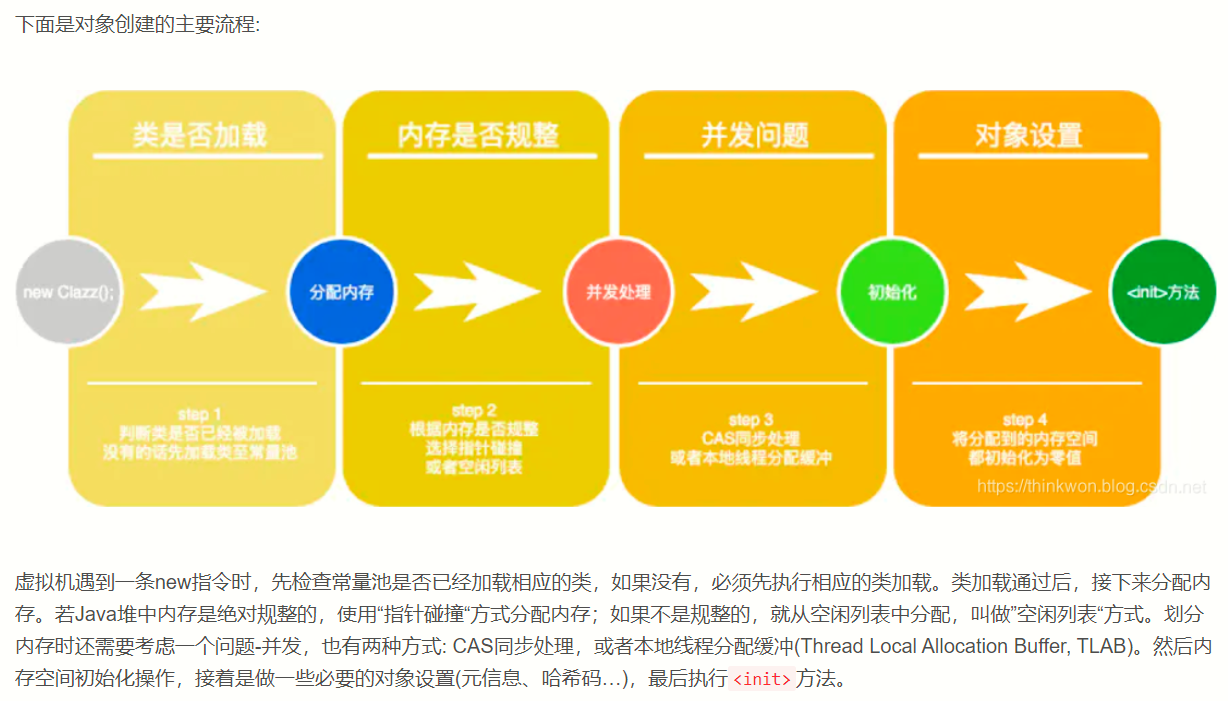 下面是对象创建的主要流程:
类是否加载
内存是否规整
并发问题
对象设置
new Clazz();
分配内存
并发处理
初始化
<init>方法
step 1
判断类是否已经被加载
没有的话先加载类至常量池
step 2
根据内存是否规整
选择指针碰撞
或者空闲列表
step 3
CAS同步处理
或者本地线程分配缓冲
step 4
将分配到的内存空间
都初始化为零值
https://thinkwon.blog.csdn.net
虚拟机遇到一条new指令时，先检查常量池是否已经加载相应的类，如果没有，必须先执行相应的类加载。类加载通过后，接下来分配内
存。若Java堆中内存是绝对规整的，使用“指针碰撞“方式分配内存；如果不是规整的，就从空闲列表中分配，叫做”空闲列表“方式。划分
内存时还需要考虑一个问题-并发，也有两种方式: CAS同步处理，或者本地线程分配缓冲(Thread Local Allocation Buffer, TLAB)。然后内
存空间初始化操作，接着是做一些必要的对象设置(元信息、哈希码…)，最后执行<init>方法。